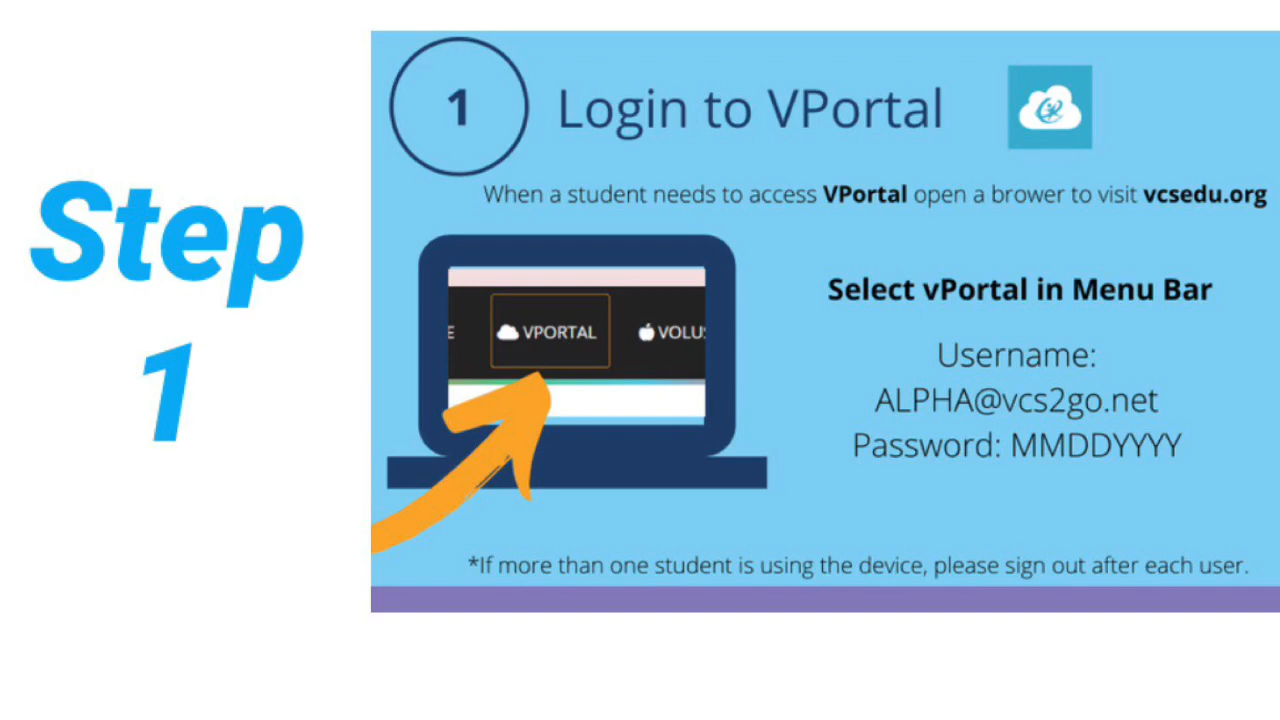 Step
1
1
Login to VPortal
When a student needs to access VPortal open a brower to visit vcsedu.org
E
VPORTAL
VOLU
Select vPortal in Menu Bar
Username:
ALPHA@vcs2go.net
Password: MMDDYYYY
*If more than one student is using the device, please sign out after each user.